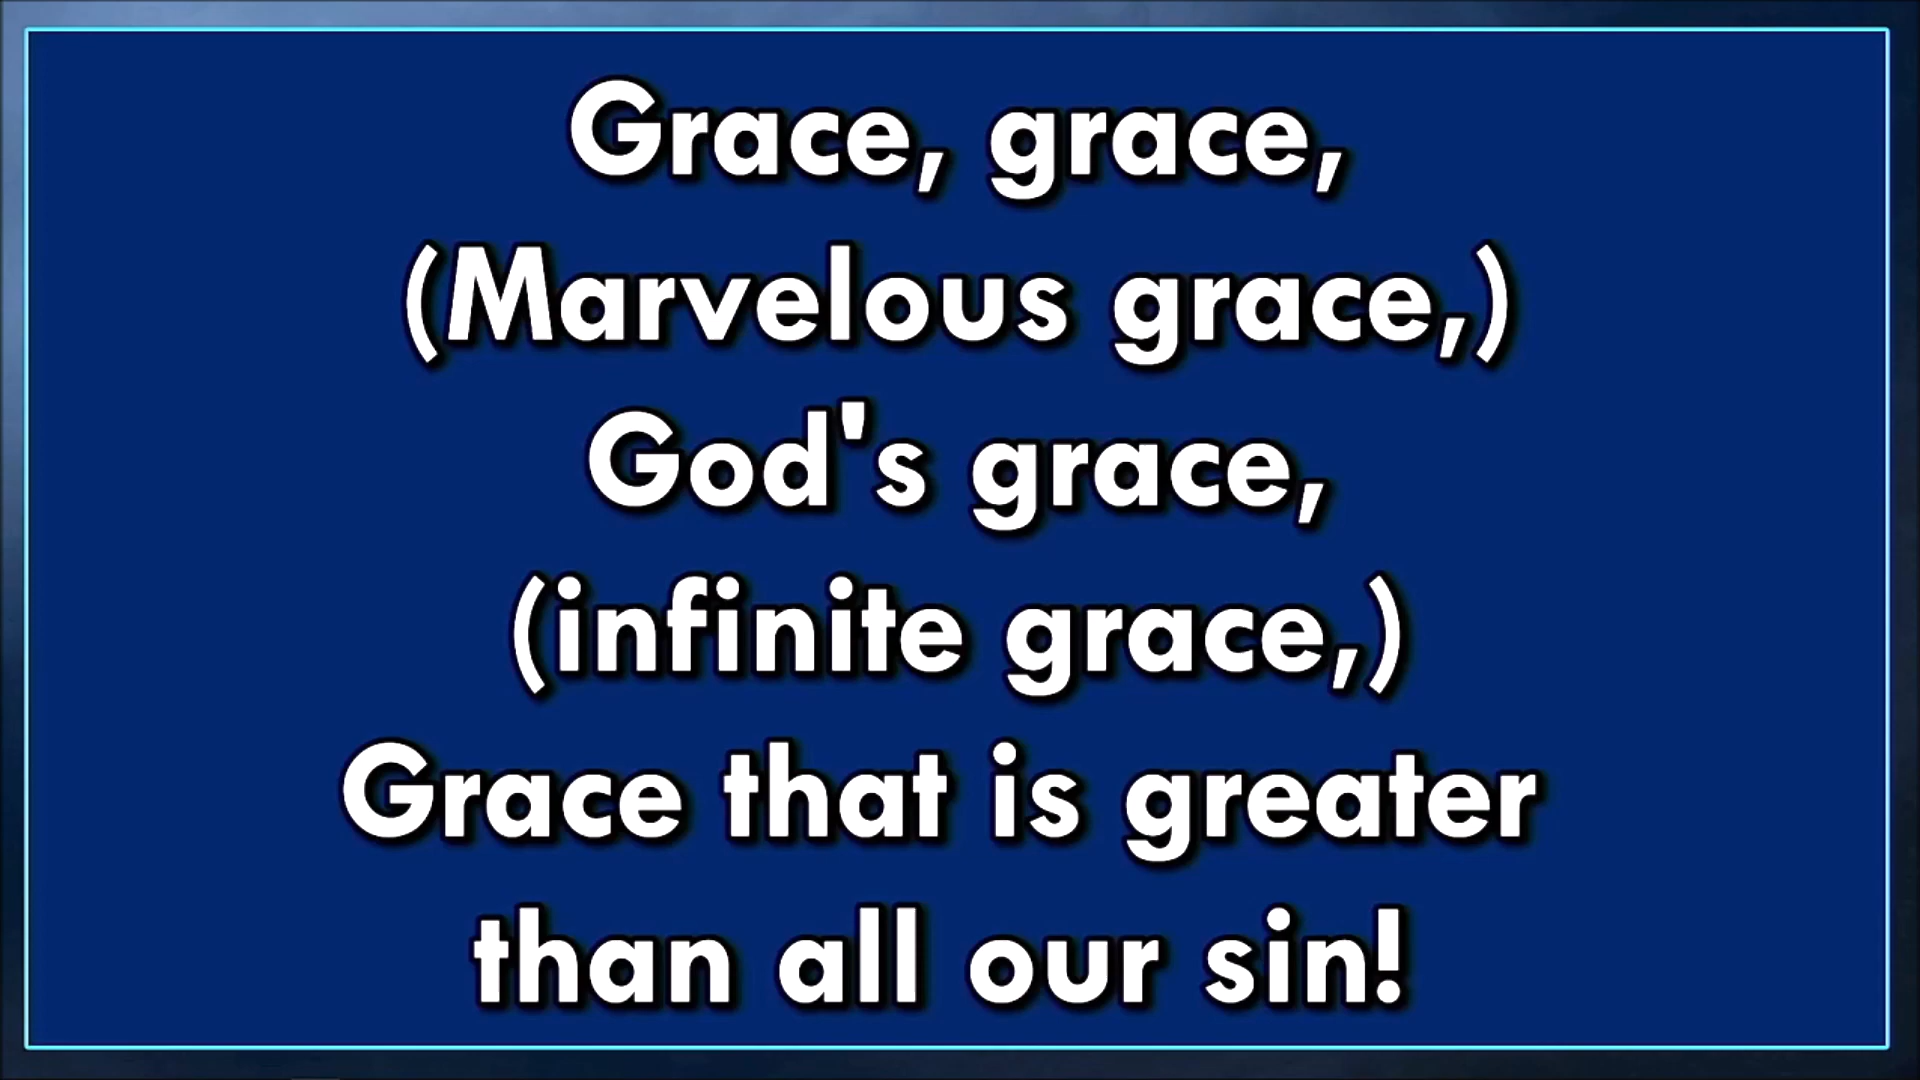 Grace, grace,
(Marvelous grace,)
God's grace,
(infinite grace,)
Grace that is greater
than all our sin!